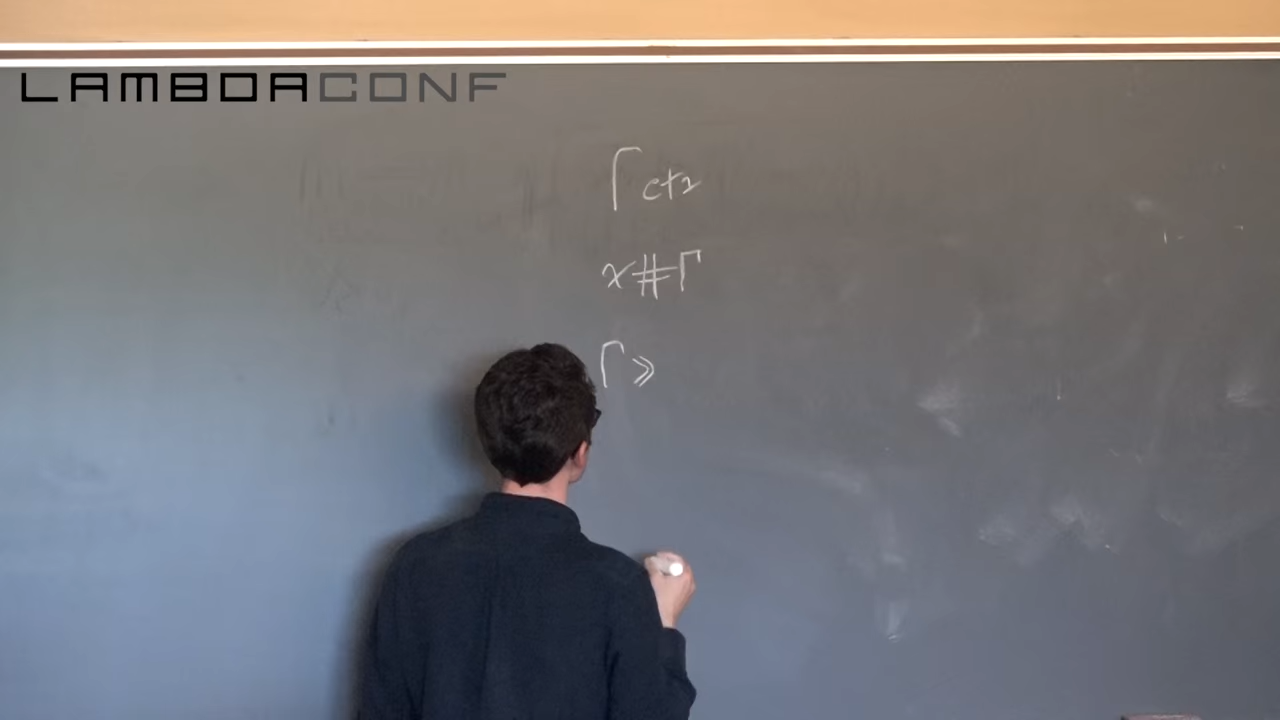 LAMBDACONF
Γ ctx
x # Γ
Γ »